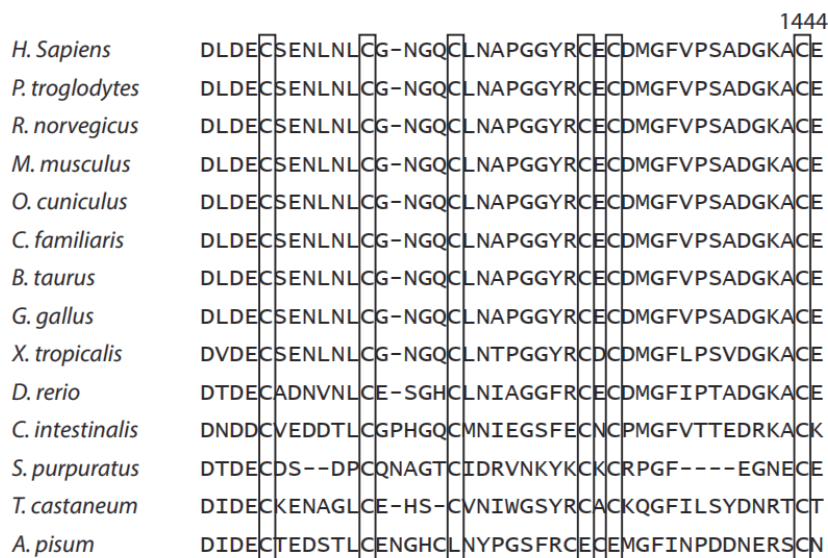 1444
H. Sapiens DLDECSENLNLCG-NGQCLNAPGGYRCECDMGFVPSADGKACE
P. troglodytes DLDECSENLNLCG-NGQCLNAPGGYRCECDMGFVPSADGKACE
R. norvegicus DLDECSENLNLCG-NGQCLNAPGGYRCECDMGFVPSADGKACE
M. musculus DLDECSENLNLCG-NGQCLNAPGGYRCECDMGFVPSADGKACE
O. cuniculus DLDECSENLNLCG-NGQCLNAPGGYRCECDMGFVPSADGKACE
C. familiaris DLDECSENLNLCG-NGQCLNAPGGYRCECDMGFVPSADGKACE
B. taurus DLDECSENLNLCG-NGQCLNAPGGYRCECDMGFVPSADGKACE
G. gallus DLDECSENLNLCG-NGQCLNAPGGYRCECDMGFVPSADGKACE
X. tropicalis DVDECSENLNLCG-NGQCLNTPGGYRCDCDMGFLPSVDGKACE
D. rerio DTDECADNVNLCE-SGHCLNIAGGFRCECDMGFIPTADGKACE
C. intestinalis DNDDCVEDDTLCGPHGQCMNIEGSFECNCPMGFVTTEDRKACK
S. purpuratus DTDECDS--DPCQNAGTCIDRVNKYKCKCRPGF----EGNECE
T. castaneum DIDECKENAGLCE-HS-CVNIWGSYRCACKQGFILSYDNRTCT
A. pisum DIDECTEDSTLCENGHCLNYPGSFRCECEMGFINPDDNERSCN